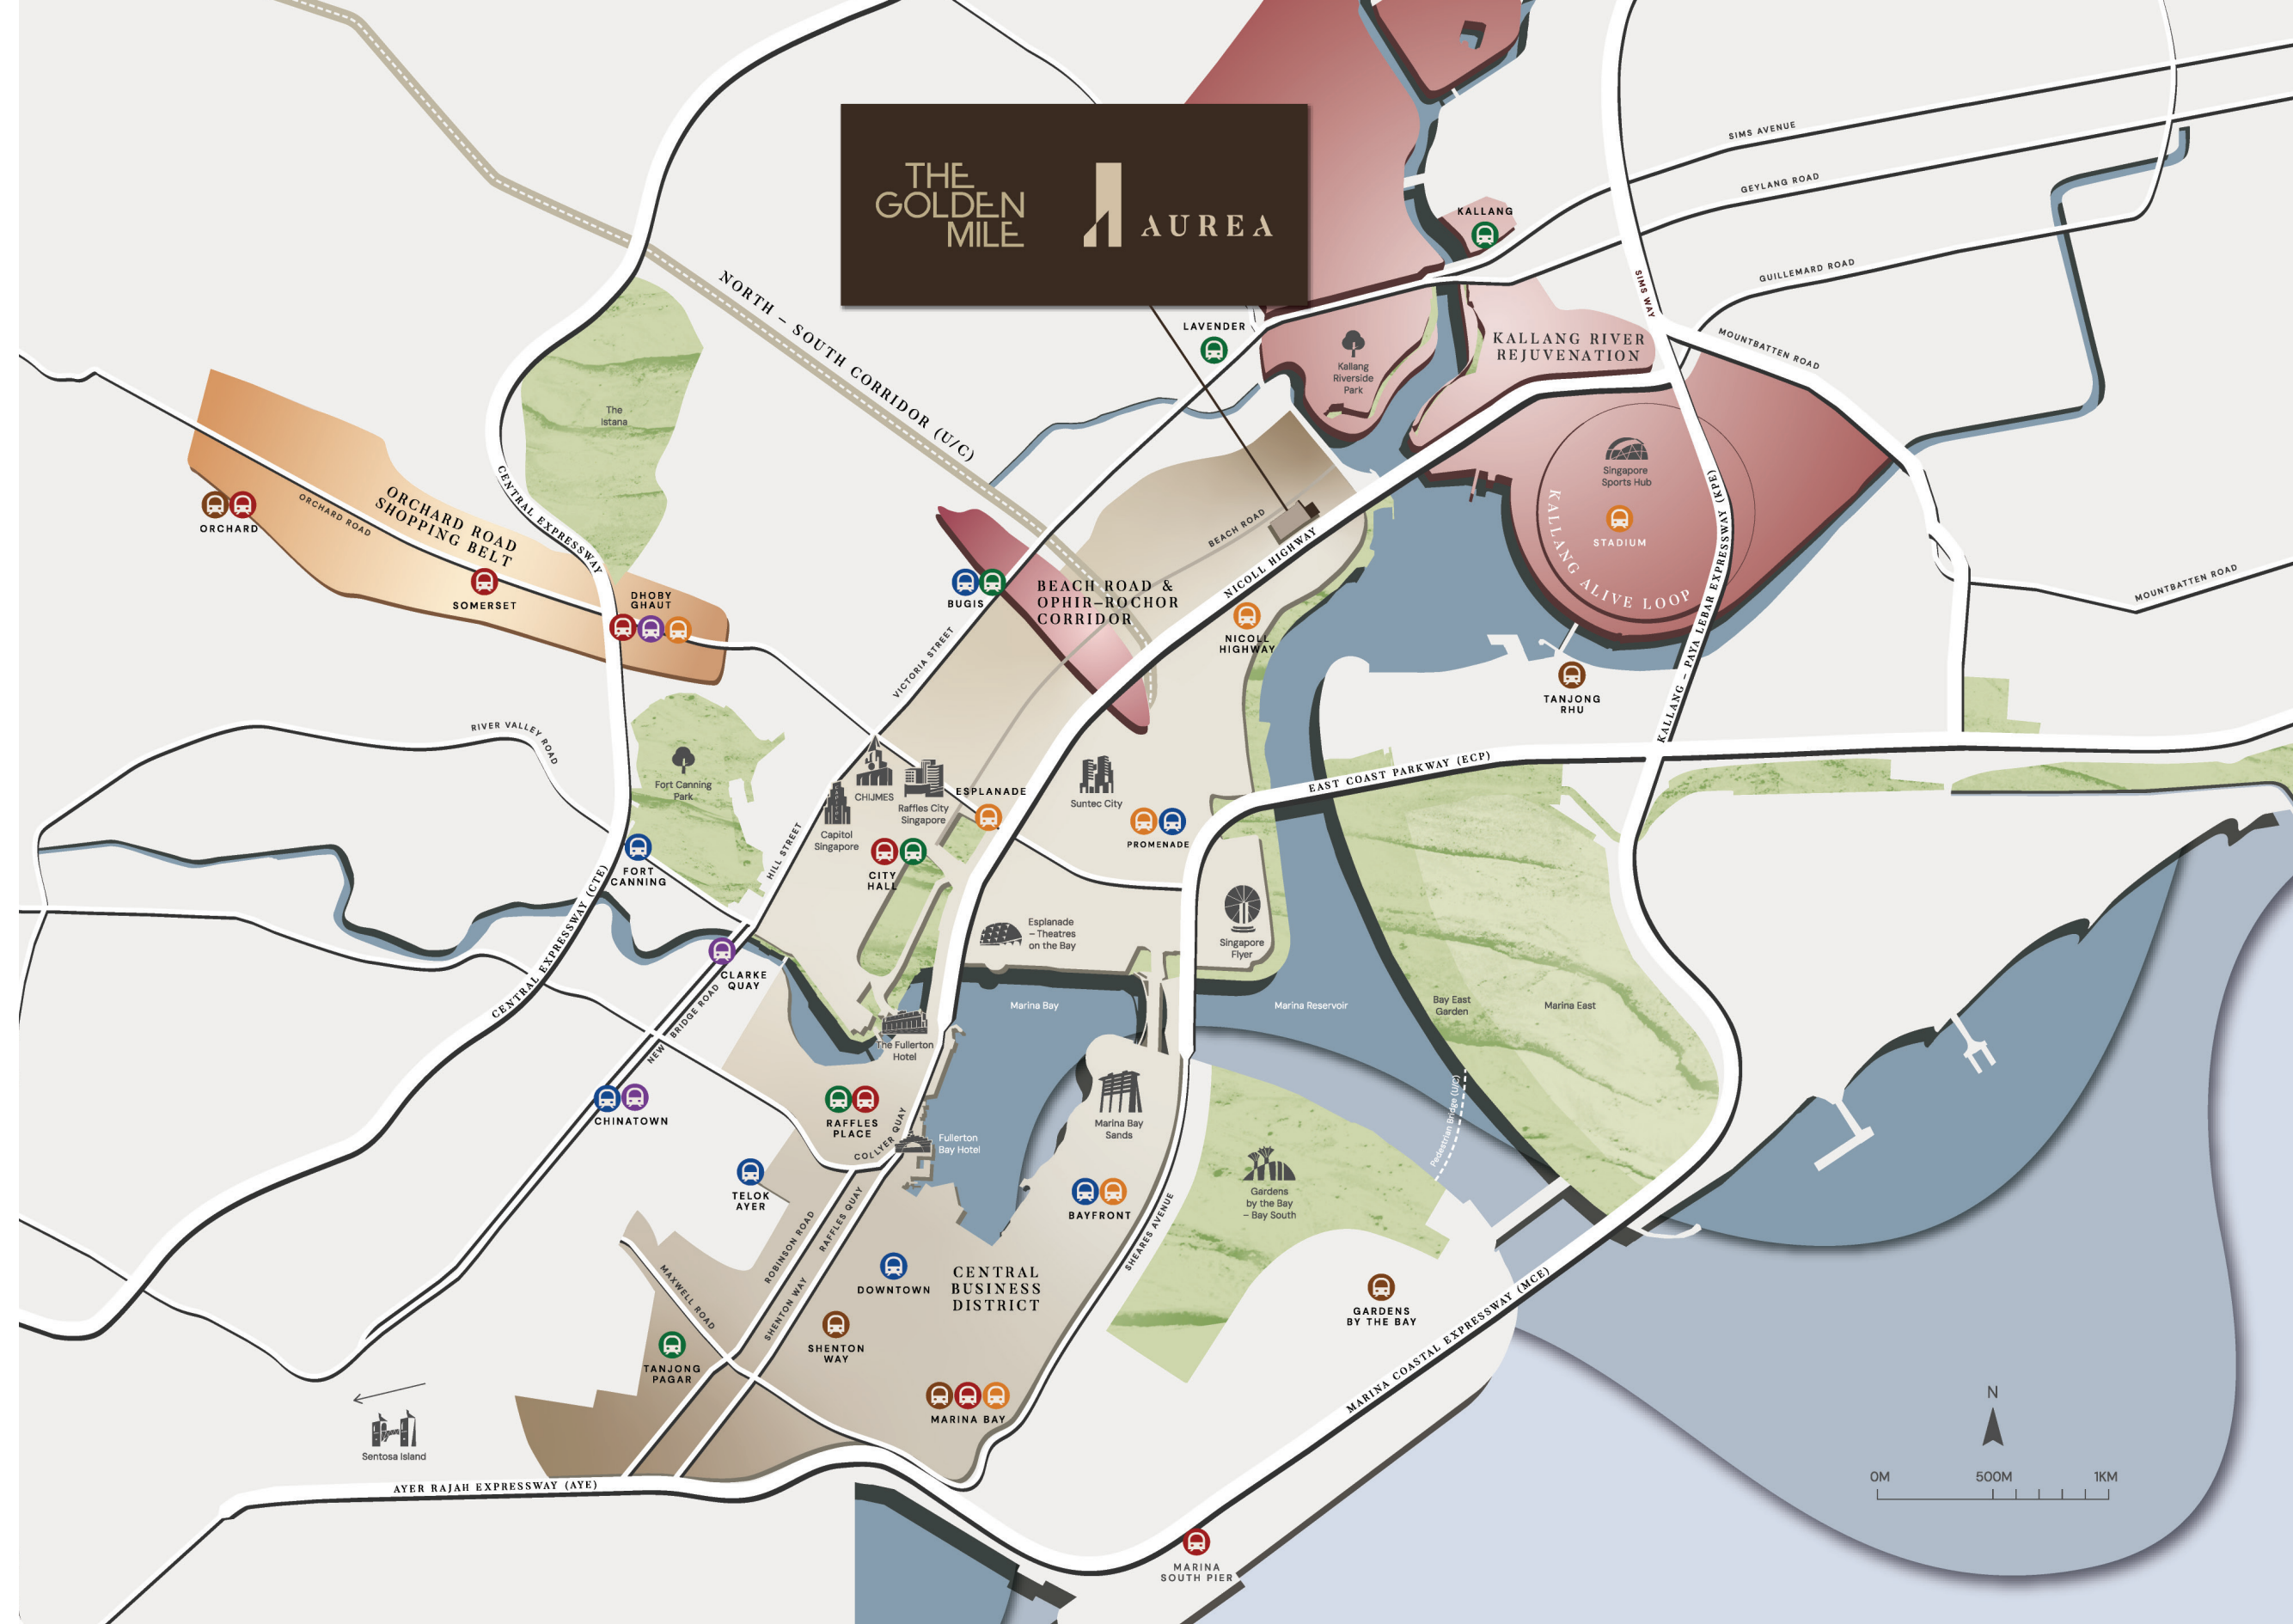 THE
GOLDEN
MILE
AUREA
SIMS AVENUE
GEYLANG ROAD
KALLANG
GUILLEMARD ROAD
SIMS WAY
MOUNTBATTEN ROAD
NORTH – SOUTH CORRIDOR (U/C)
LAVENDER
Kallang
Riverside
Park
KALLANG RIVER
REJUVENATION
The
Istana
CENTRAL EXPRESSWAY
ORCHARD ROAD
SHOPPING BELT
ORCHARD ROAD
ORCHARD
SOMERSET
DHOBY
GHAUT
Singapore
Sports Hub
STADIUM
KALLANG ALIVE LOOP
KALLANG – PAYA LEBAR EXPRESSWAY (KPE)
MOUNTBATTEN ROAD
BEACH ROAD
NICOLL HIGHWAY
BUGIS
BEACH ROAD &
OPHIR–ROCHOR
CORRIDOR
NICOLL
HIGHWAY
VICTORIA STREET
TANJONG
RHU
RIVER VALLEY ROAD
Fort Canning
Park
CHIJMES
Raffles City
Singapore
ESPLANADE
Suntec City
EAST COAST PARKWAY (ECP)
Capitol
Singapore
PROMENADE
HILL STREET
CITY
HALL
FORT
CANNING
CENTRAL EXPRESSWAY (CTE)
Esplanade
– Theatres
on the Bay
Singapore
Flyer
CLARKE
QUAY
NEW BRIDGE ROAD
Marina Bay
Marina Reservoir
Bay East
Garden
Marina East
The Fullerton
Hotel
CHINATOWN
RAFFLES
PLACE
COLLYER QUAY
Fullerton
Bay Hotel
Marina Bay
Sands
Pedestrian Bridge (U/C)
TELOK
AYER
ROBINSON ROAD
RAFFLES QUAY
BAYFRONT
SHEARES AVENUE
Gardens
by the Bay
– Bay South
MAXWELL ROAD
SHENTON WAY
DOWNTOWN
CENTRAL
BUSINESS
DISTRICT
GARDENS
BY THE BAY
SHENTON
WAY
TANJONG
PAGAR
MARINA COASTAL EXPRESSWAY (MCE)
MARINA BAY
Sentosa Island
AYER RAJAH EXPRESSWAY (AYE)
N
0M 500M 1KM
MARINA
SOUTH PIER